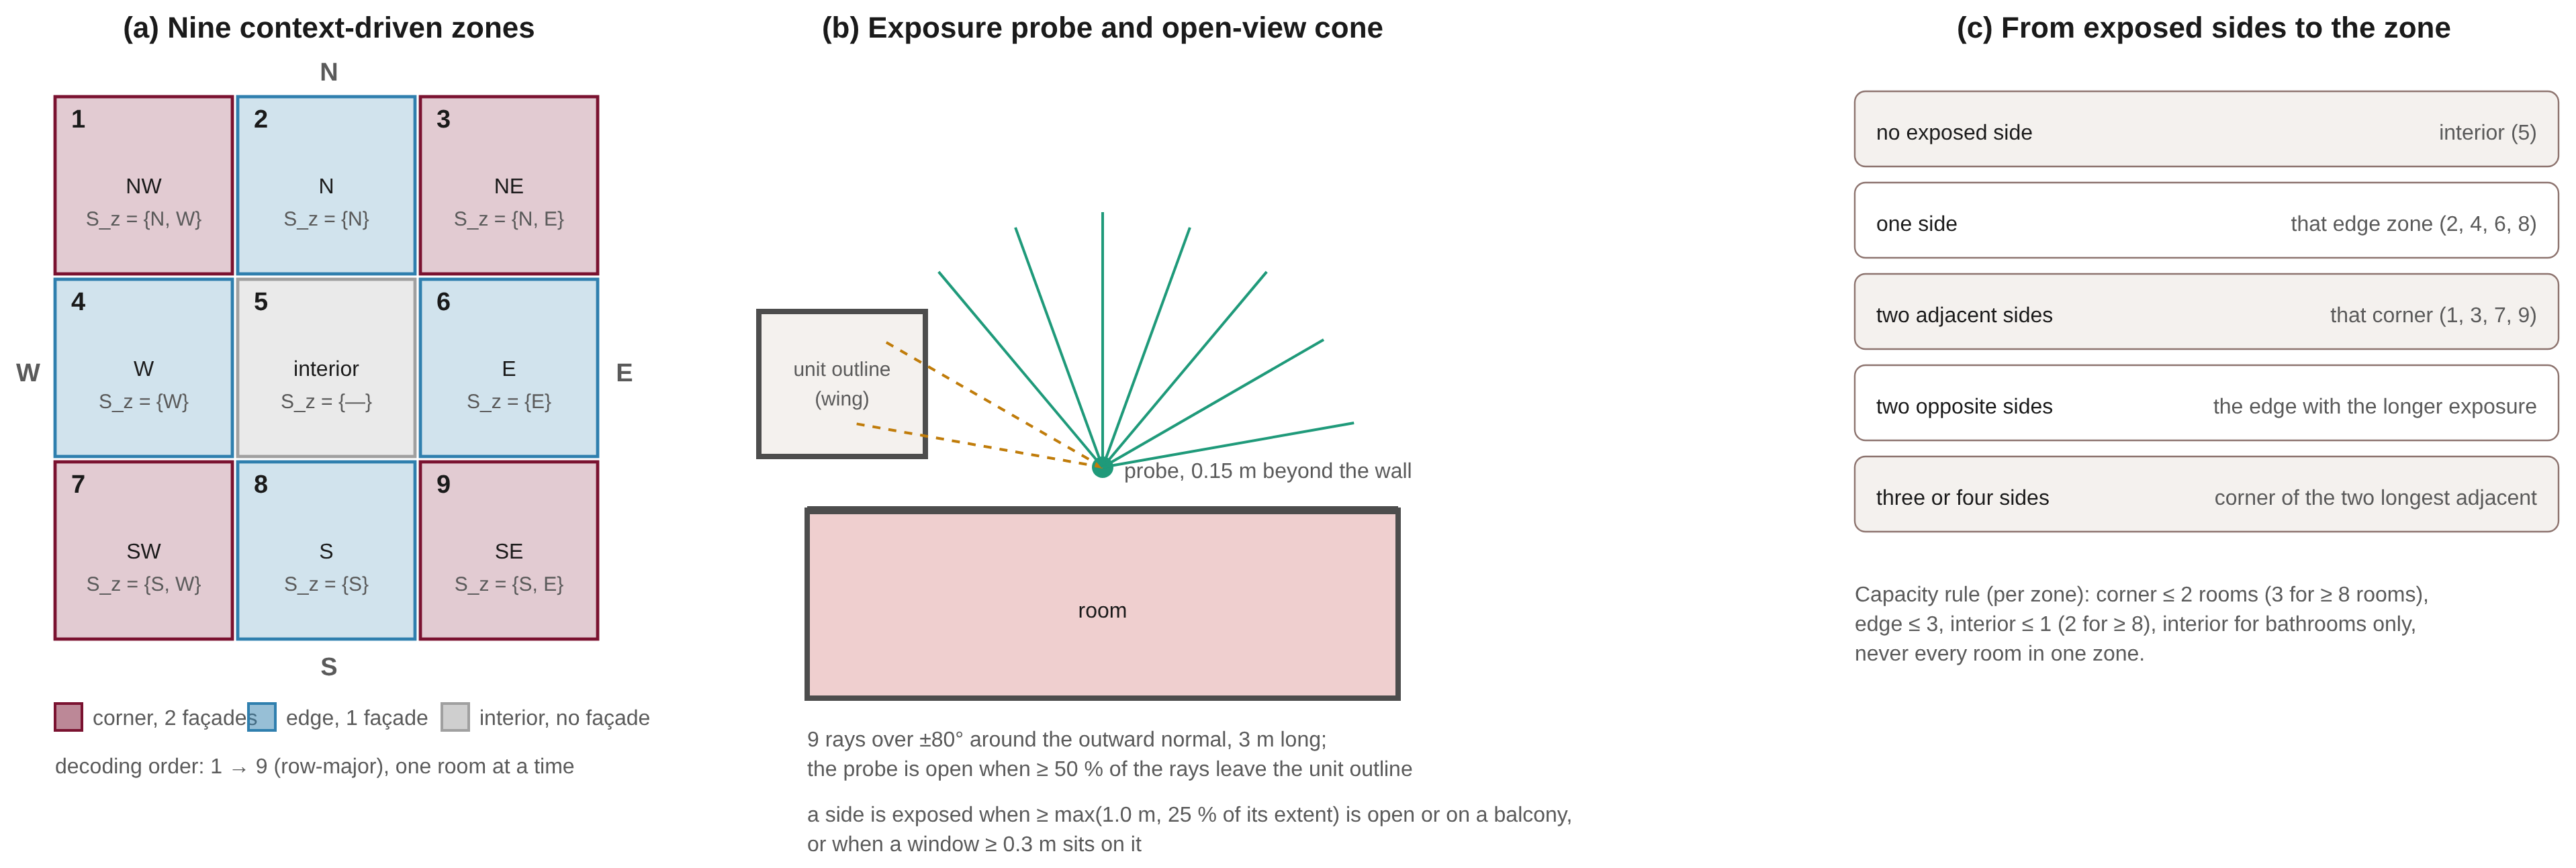 (a) Nine context-driven zones
N
1
2
3
NW
N
NE
S_z = {N, W}
S_z = {N}
S_z = {N, E}
4
5
6
W
W
interior
E
E
S_z = {W}
S_z = {—}
S_z = {E}
7
8
9
SW
S
SE
S_z = {S, W}
S_z = {S}
S_z = {S, E}
S
corner, 2 façades
edge, 1 façade
interior, no façade
decoding order: 1 → 9 (row-major), one room at a time
(b) Exposure probe and open-view cone
unit outline
(wing)
probe, 0.15 m beyond the wall
room
9 rays over ±80° around the outward normal, 3 m long;
the probe is open when ≥ 50 % of the rays leave the unit outline
a side is exposed when ≥ max(1.0 m, 25 % of its extent) is open or on a balcony,
or when a window ≥ 0.3 m sits on it
(c) From exposed sides to the zone
no exposed side interior (5)
one side that edge zone (2, 4, 6, 8)
two adjacent sides that corner (1, 3, 7, 9)
two opposite sides the edge with the longer exposure
three or four sides corner of the two longest adjacent
Capacity rule (per zone): corner ≤ 2 rooms (3 for ≥ 8 rooms),
edge ≤ 3, interior ≤ 1 (2 for ≥ 8), interior for bathrooms only,
never every room in one zone.